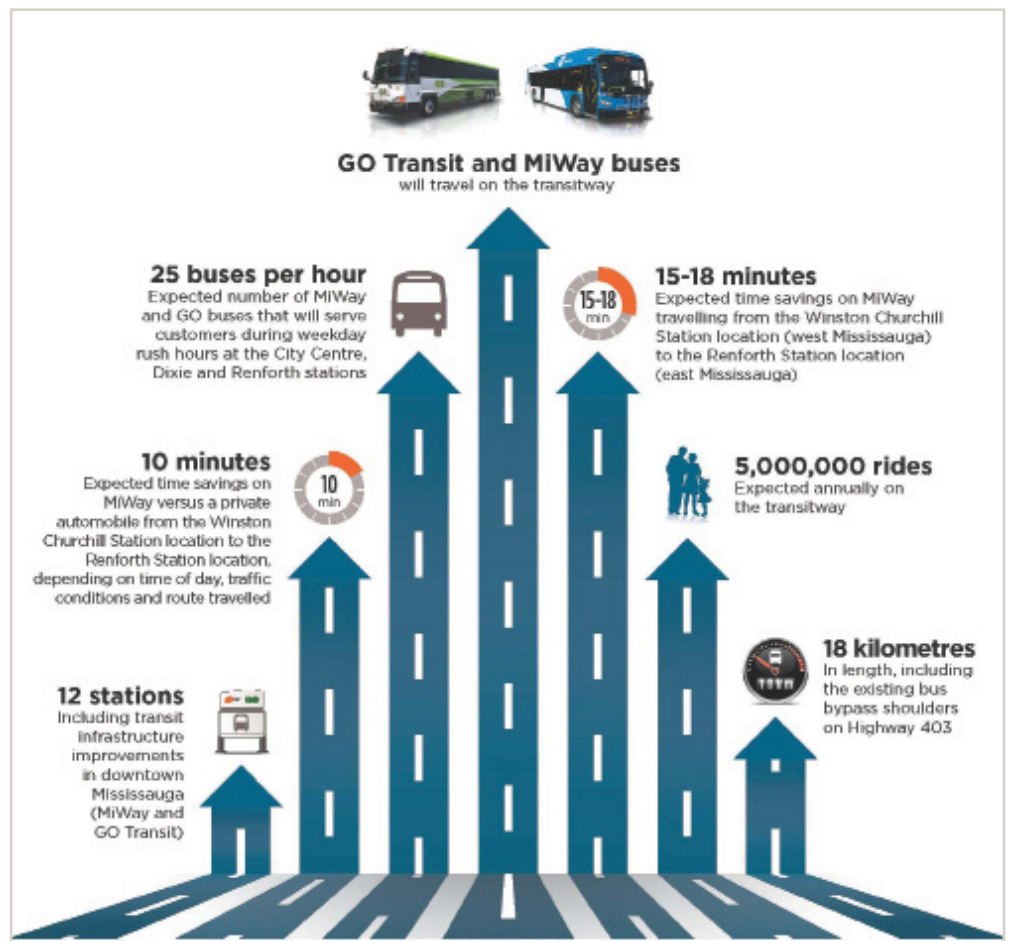 GO Transit and MiWay buses
will travel on the transitway
25 buses per hour
Expected number of MiWay
and GO buses that will serve
customers during weekday
rush hours at the City Centre,
Dixie and Renforth stations
15-18
min
15-18 minutes
Expected time savings on MiWay
travelling from the Winston Churchill
Station location (west Mississauga)
to the Renforth Station location
(east Mississauga)
10 minutes
Expected time savings on
MiWay versus a private
automobile from the Winston
Churchill Station location to the
Renforth Station location,
depending on time of day, traffic
conditions and route travelled
10
min
5,000,000 rides
Expected annually on
the transitway
12 stations
Including transit
infrastructure
improvements
in downtown
Mississauga
(MiWay and
GO Transit)
18 kilometres
In length, including
the existing bus
bypass shoulders
on Highway 403